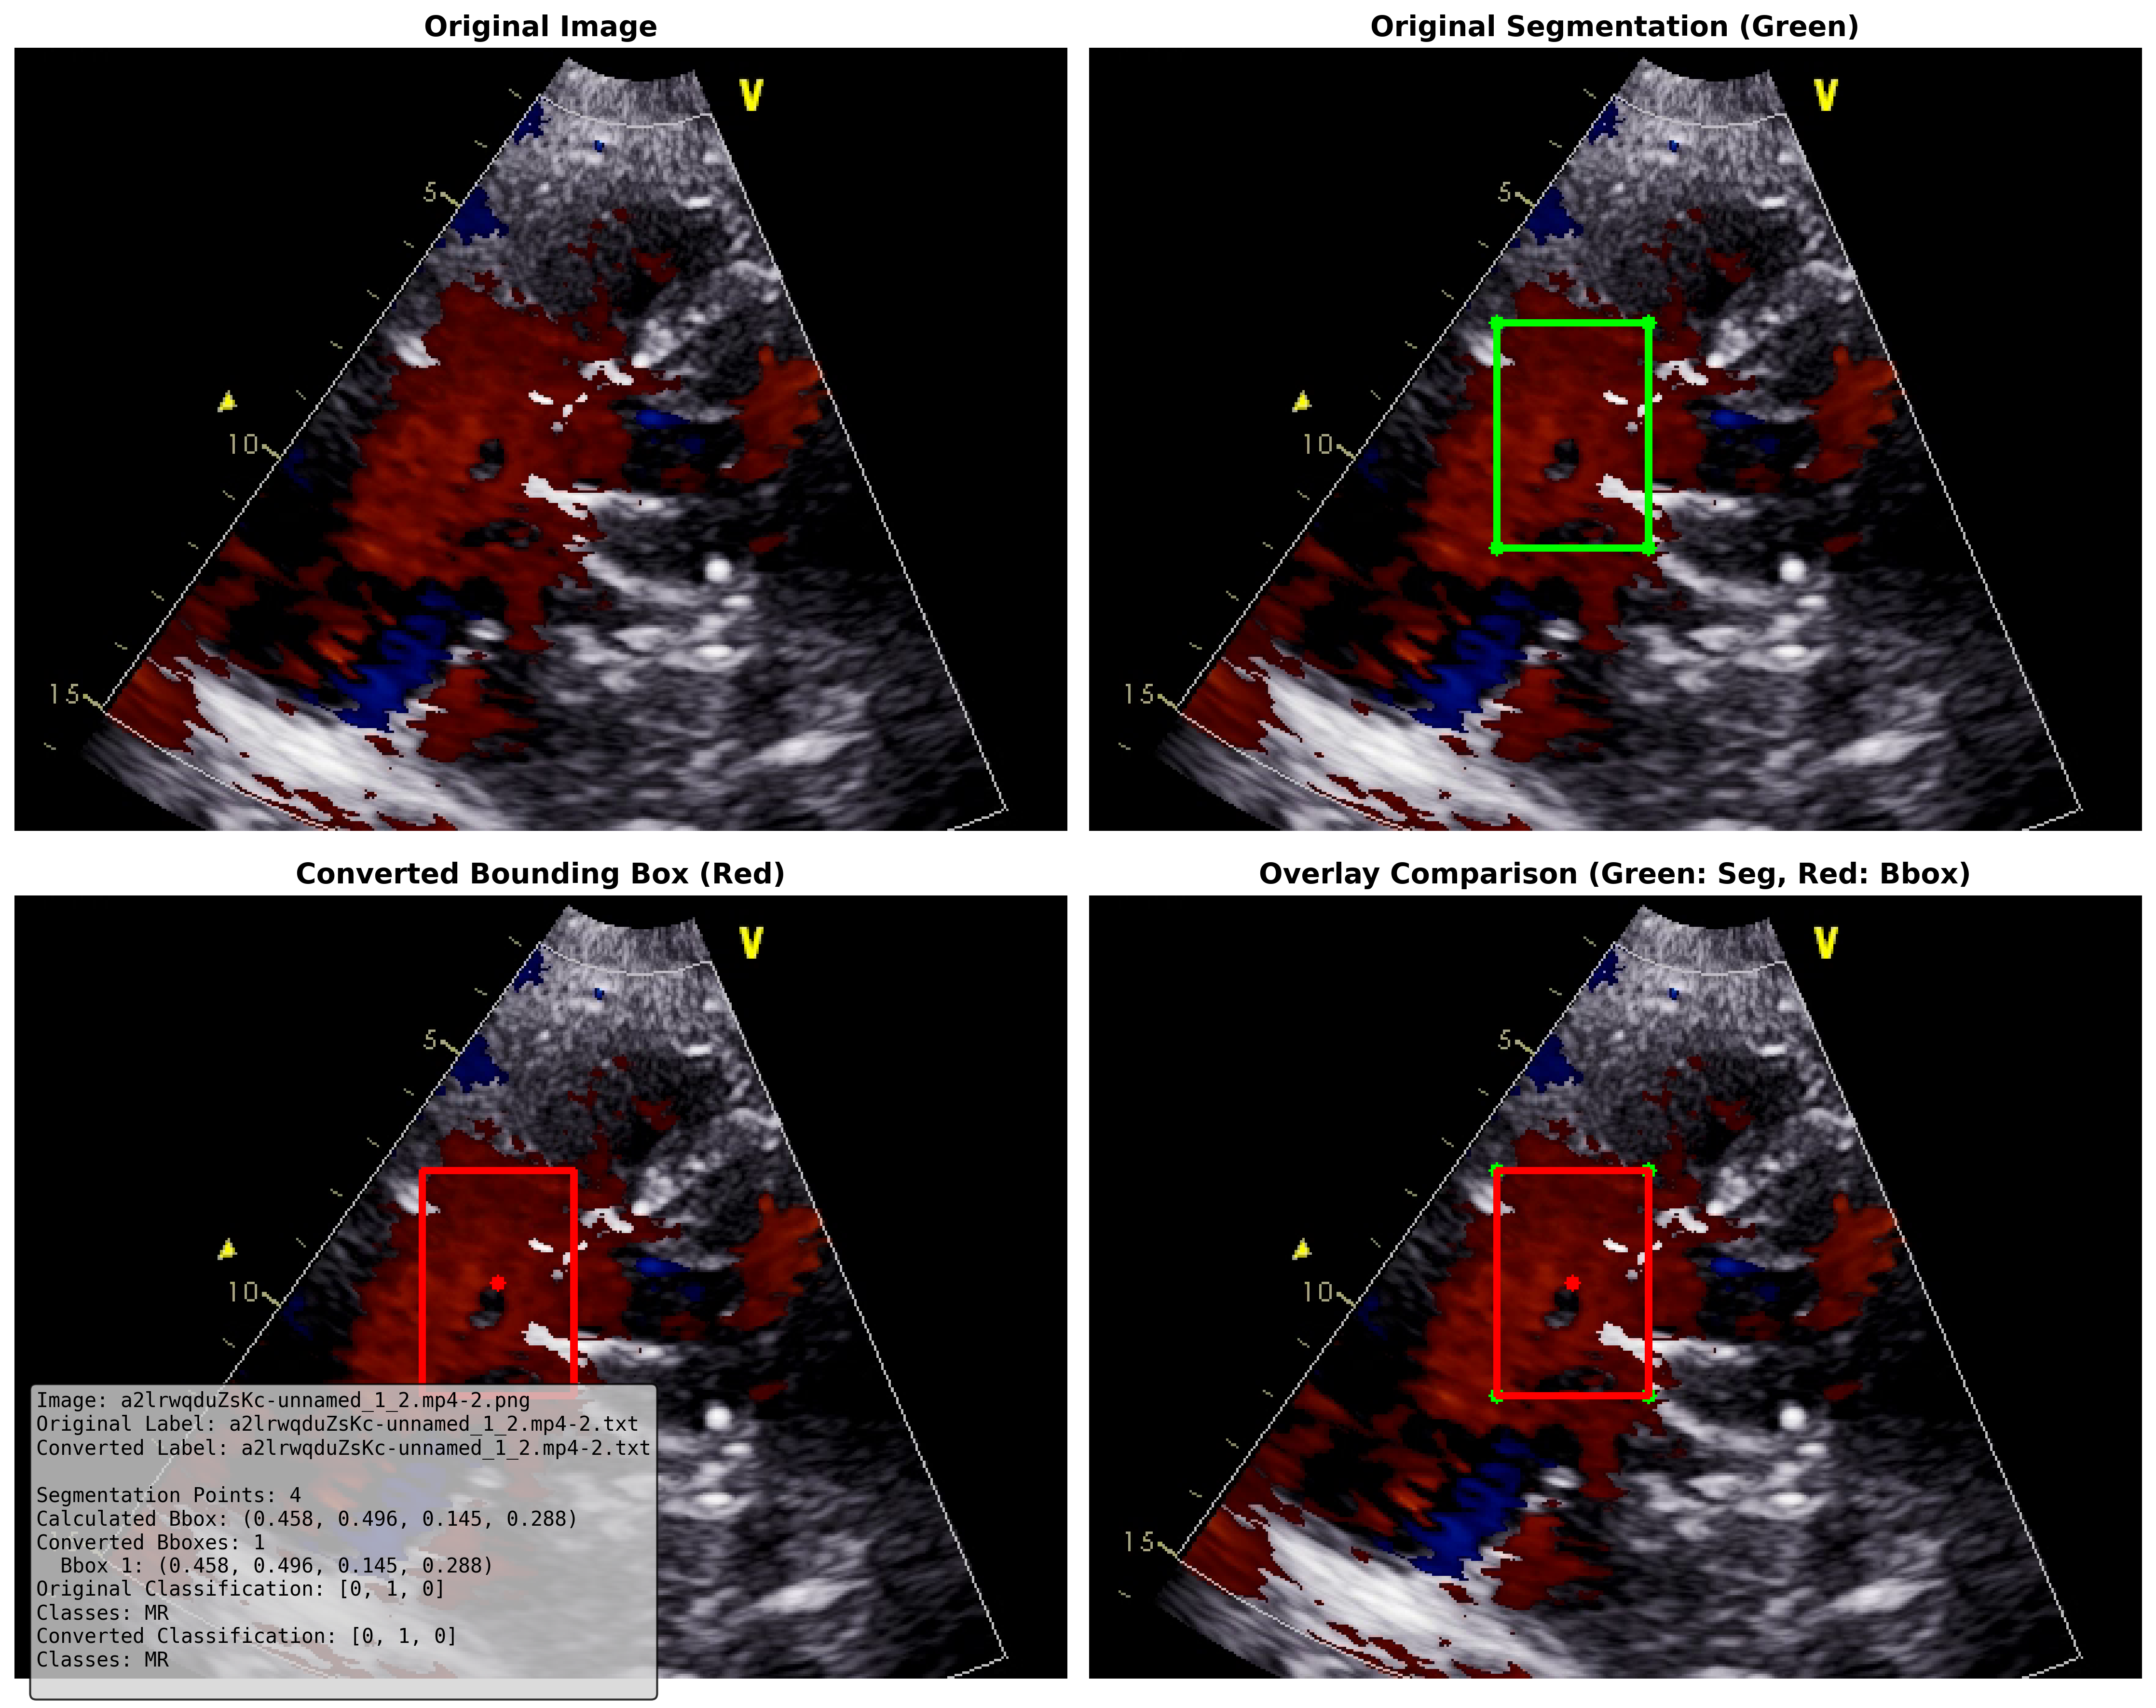 Original Image
Original Segmentation (Green)
V
5
10
15
V
5
10
15
Converted Bounding Box (Red)
Overlay Comparison (Green: Seg, Red: Bbox)
V
5
10
V
5
10
15
Image: a2lrwqduZsKc-unnamed_1_2.mp4-2.png
Original Label: a2lrwqduZsKc-unnamed_1_2.mp4-2.txt
Converted Label: a2lrwqduZsKc-unnamed_1_2.mp4-2.txt
Segmentation Points: 4
Calculated Bbox: (0.458, 0.496, 0.145, 0.288)
Converted Bboxes: 1
Bbox 1: (0.458, 0.496, 0.145, 0.288)
Original Classification: [0, 1, 0]
Classes: MR
Converted Classification: [0, 1, 0]
Classes: MR